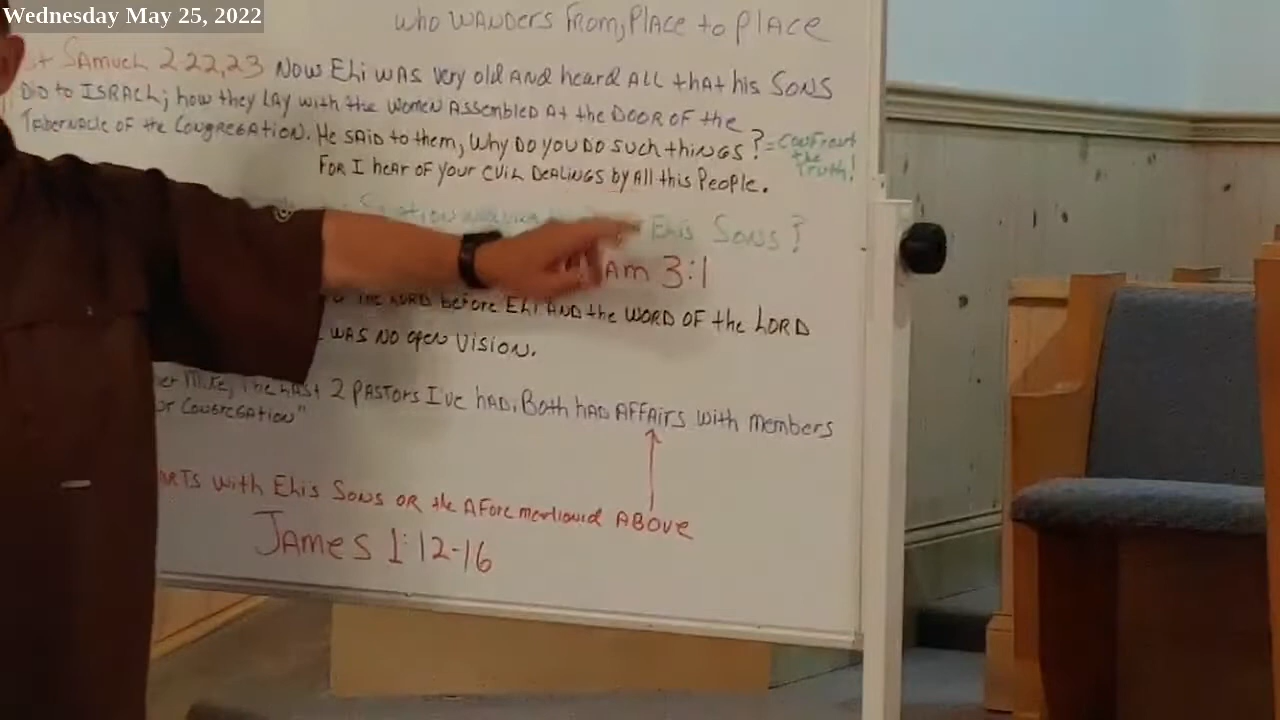 Wednesday May 25, 2022
who WANDERS From, PLACE to PLACE
st SAmuel 2 22,23 Now Eli WAS very old AND heard ALL thAt his SONS
DID to ISRAEL; how they LAY with the women Assembled At the DOOR OF the
TABERNACLE OF the CONGREGATION. He SAID to them, Why DO YOU DO such things? = confront the Truth!
FOR I heAr of your evil DEALINGS by All this People.
Elis SONS?
Am 3:1
the LORD before Eli AND the WORD OF the LORD
WAS NO open VISION.
Mike, The LAST 2 PASTORS I've hAD, Both hAD AFFAIRS with members
or CONGREGATION"
with Elis SONS OR the AForementioned ABOVE
JAmes 1:12-16